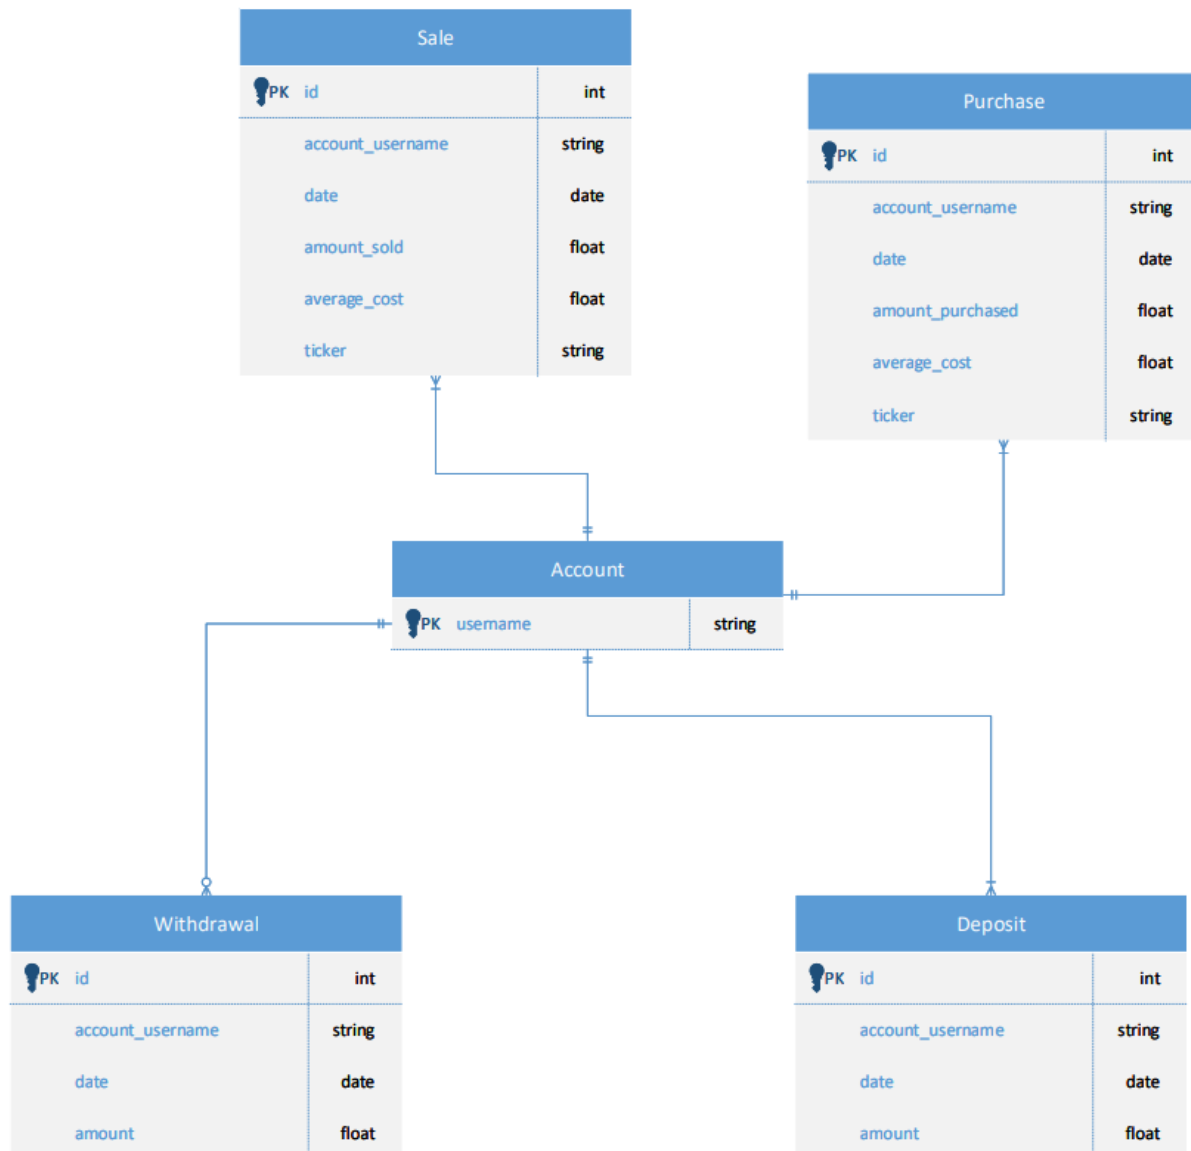 Sale
PK id int
account_username string
date date
amount_sold float
average_cost float
ticker string
Purchase
PK id int
account_username string
date date
amount_purchased float
average_cost float
ticker string
Account
PK username string
Withdrawal
PK id int
account_username string
date date
amount float
Deposit
PK id int
account_username string
date date
amount float